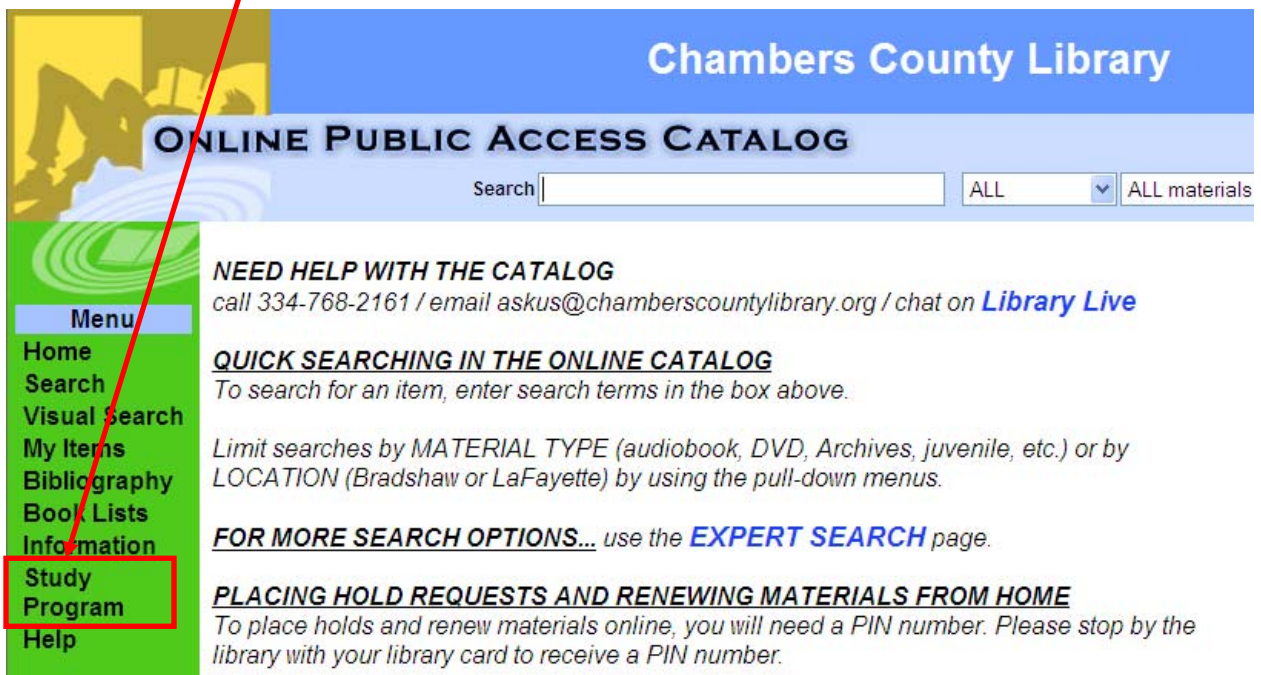 Chambers County Library
ONLINE PUBLIC ACCESS CATALOG
Search ALL ALL materials
Menu
Home
Search
Visual Search
My Items
Bibliography
Book Lists
Information
Study
Program
Help
NEED HELP WITH THE CATALOG
call 334-768-2161 / email askus@chamberscountylibrary.org / chat on Library Live
QUICK SEARCHING IN THE ONLINE CATALOG
To search for an item, enter search terms in the box above.
Limit searches by MATERIAL TYPE (audiobook, DVD, Archives, juvenile, etc.) or by
LOCATION (Bradshaw or LaFayette) by using the pull-down menus.
FOR MORE SEARCH OPTIONS... use the EXPERT SEARCH page.
PLACING HOLD REQUESTS AND RENEWING MATERIALS FROM HOME
To place holds and renew materials online, you will need a PIN number. Please stop by the
library with your library card to receive a PIN number.